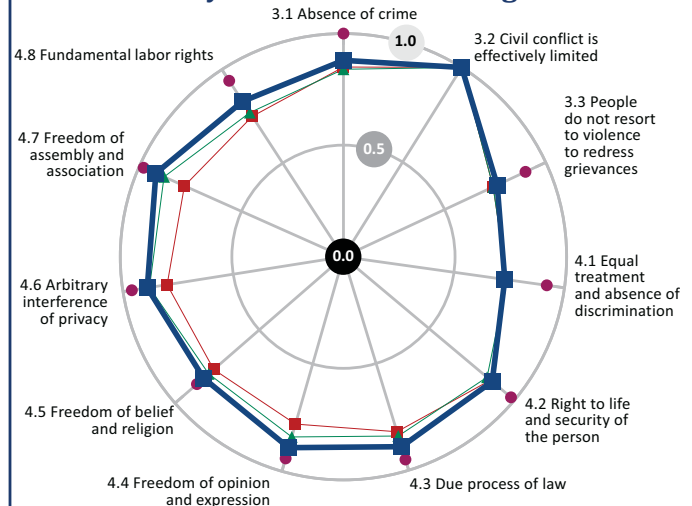 3.1 Absence of crime
1.0
3.2 Civil conflict is
effectively limited
4.8 Fundamental labor rights
3.3 People
do not resort
to violence
to redress
grievances
4.7 Freedom of
assembly and
association
0.5
0.0
4.1 Equal
treatment
and absence of
discrimination
4.6 Arbitrary
interference
of privacy
4.5 Freedom of belief
and religion
4.2 Right to life
and security of
the person
4.4 Freedom of opinion
and expression
4.3 Due process of law